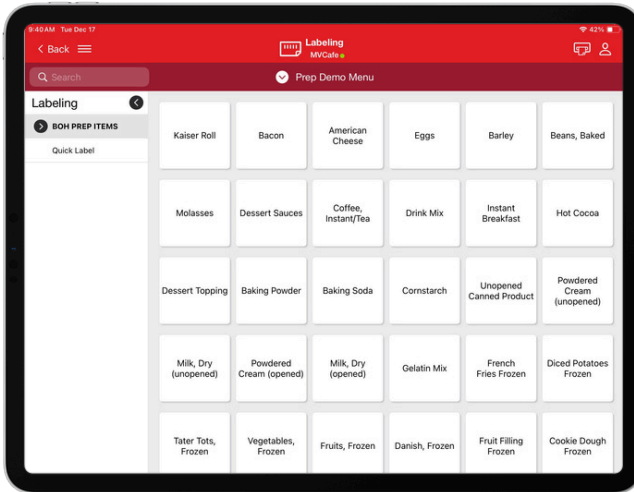 9:40 AM Tue Dec 17
42%
Back
Labeling
MVCafe
Search
Prep Demo Menu
Labeling
BOH PREP ITEMS
Quick Label
Kaiser Roll
Bacon
American
Cheese
Eggs
Barley
Beans, Baked
Molasses
Dessert Sauces
Coffee,
Instant/Tea
Drink Mix
Instant
Breakfast
Hot Cocoa
Dessert Topping
Baking Powder
Baking Soda
Cornstarch
Unopened
Canned Product
Powdered
Cream
(unopened)
Milk, Dry
(unopened)
Powdered
Cream (opened)
Milk, Dry
(opened)
Gelatin Mix
French
Fries Frozen
Diced Potatoes
Frozen
Tater Tots,
Frozen
Vegetables,
Frozen
Fruits, Frozen
Danish, Frozen
Fruit Filling
Frozen
Cookie Dough
Frozen